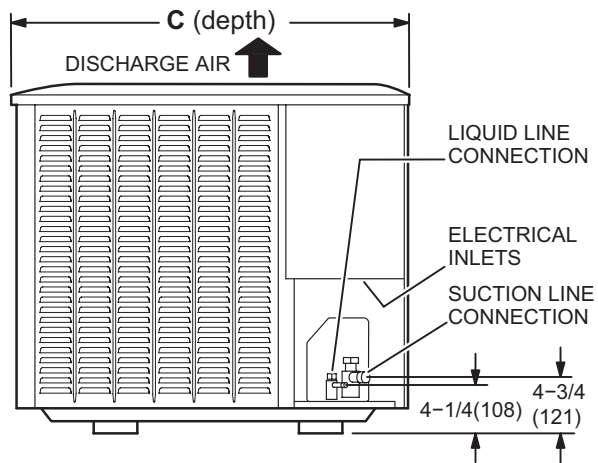 C (depth)
DISCHARGE AIR
LIQUID LINE
CONNECTION
ELECTRICAL
INLETS
SUCTION LINE
CONNECTION
4−1/4(108)
4−3/4
(121)